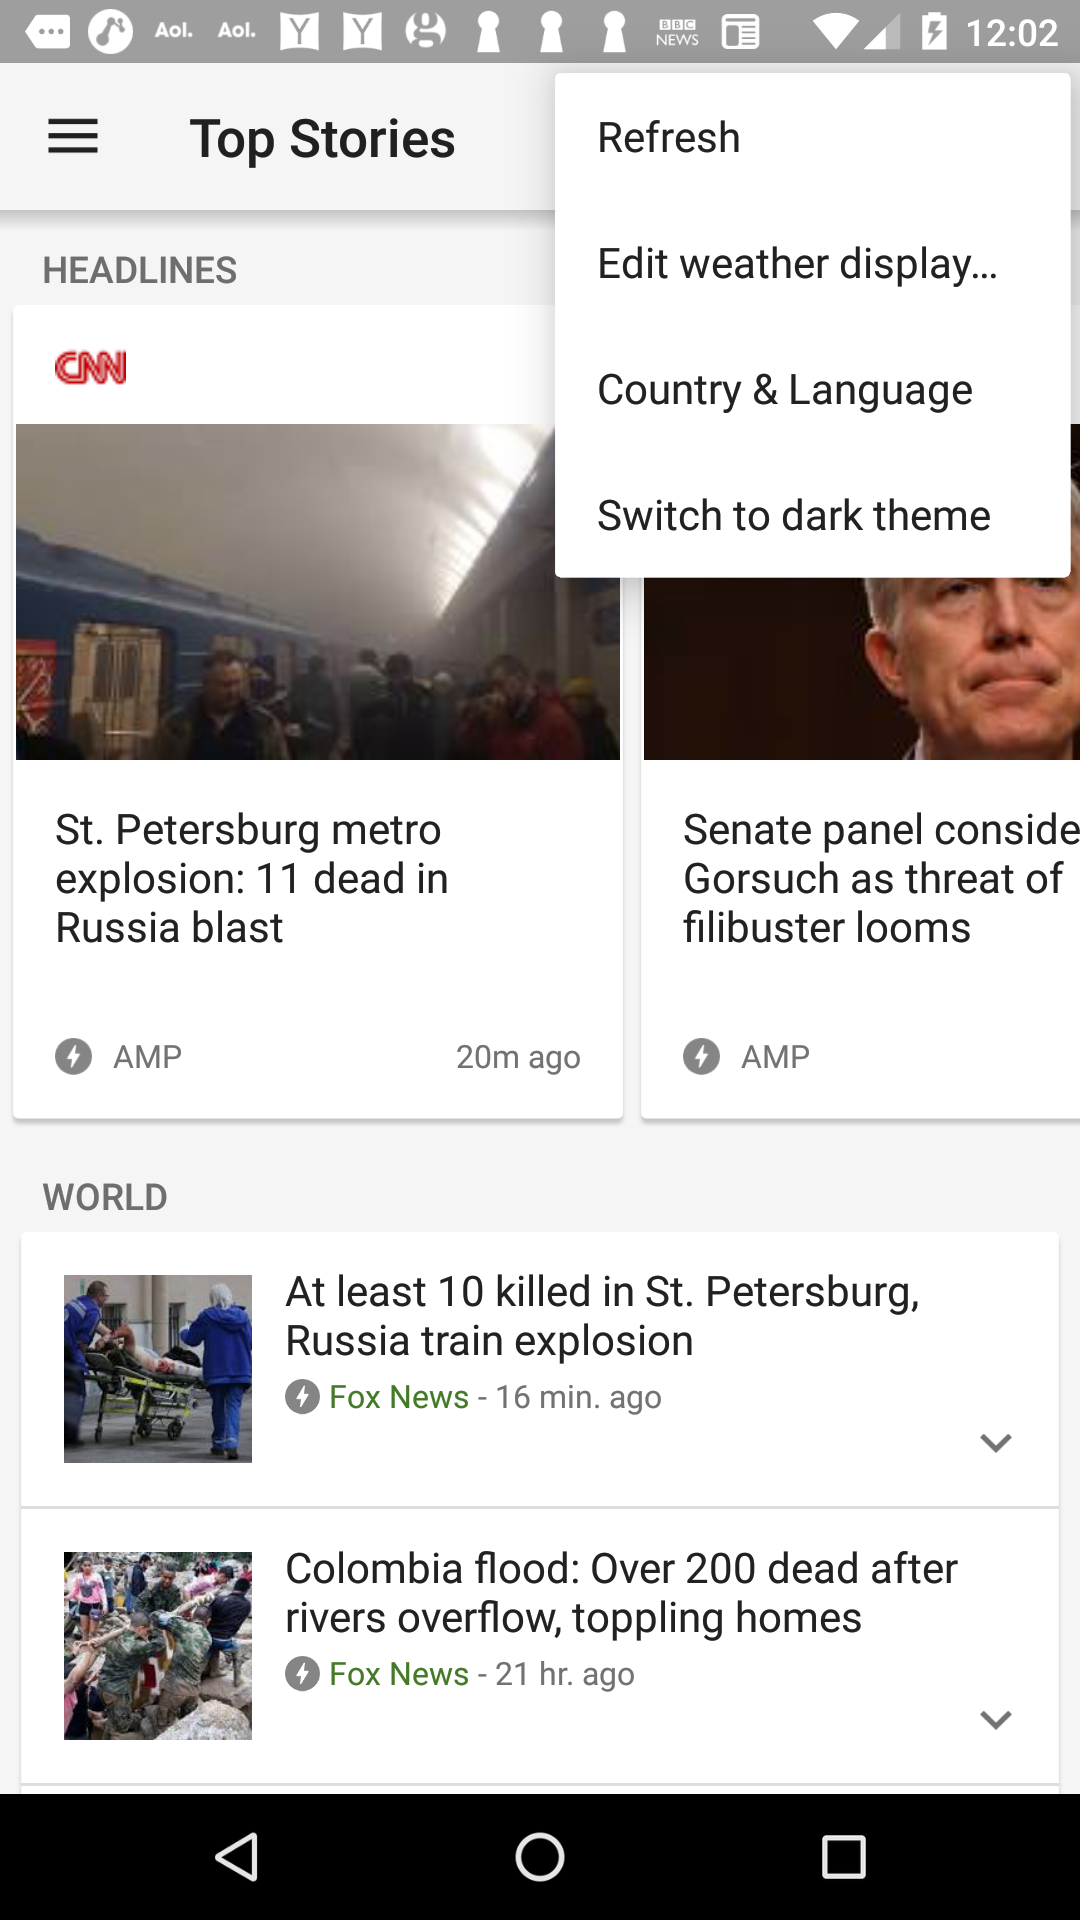 Aol. Aol. Y Y BBC NEWS 12:02
Top Stories
Refresh
Edit weather display...
Country & Language
Switch to dark theme
HEADLINES
CNN
St. Petersburg metro
explosion: 11 dead in
Russia blast
AMP 20m ago
Senate panel conside
Gorsuch as threat of
filibuster looms
AMP
WORLD
At least 10 killed in St. Petersburg,
Russia train explosion
Fox News - 16 min. ago
Colombia flood: Over 200 dead after
rivers overflow, toppling homes
Fox News - 21 hr. ago